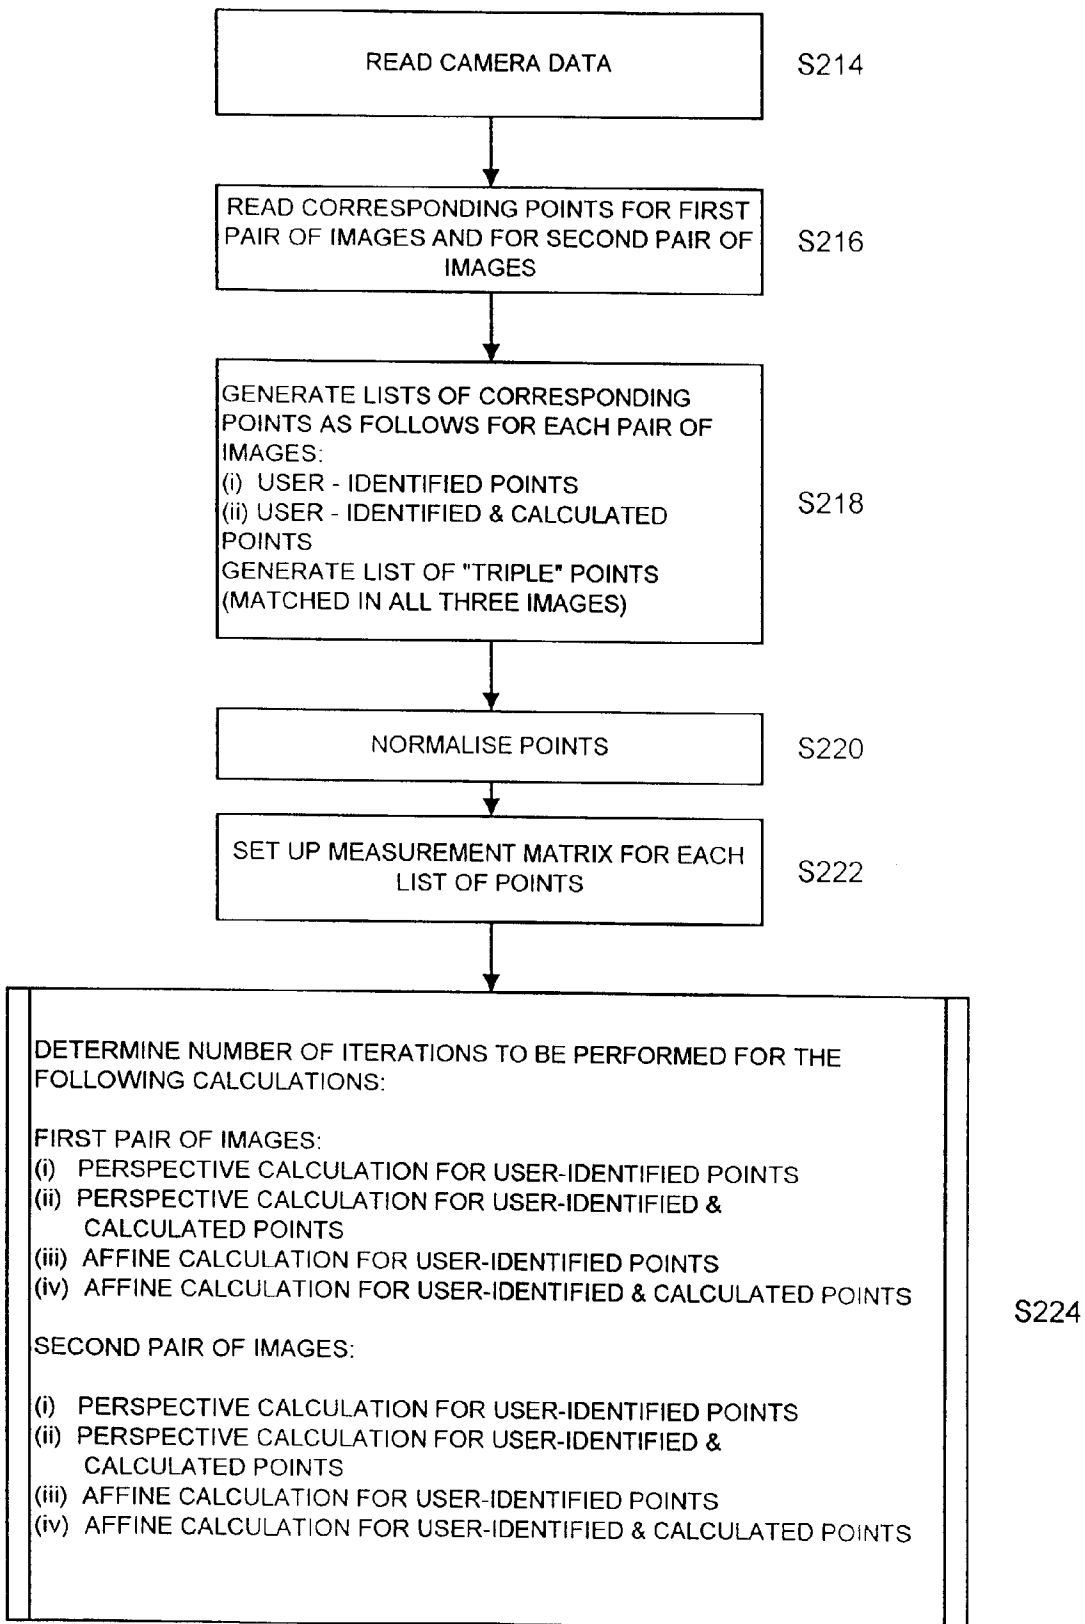 READ CAMERA DATA
S214
READ CORRESPONDING POINTS FOR FIRST
PAIR OF IMAGES AND FOR SECOND PAIR OF
IMAGES
S216
GENERATE LISTS OF CORRESPONDING
POINTS AS FOLLOWS FOR EACH PAIR OF
IMAGES:
(i) USER - IDENTIFIED POINTS
(ii) USER - IDENTIFIED & CALCULATED
POINTS
GENERATE LIST OF "TRIPLE" POINTS
(MATCHED IN ALL THREE IMAGES)
S218
NORMALISE POINTS
S220
SET UP MEASUREMENT MATRIX FOR EACH
LIST OF POINTS
S222
DETERMINE NUMBER OF ITERATIONS TO BE PERFORMED FOR THE
FOLLOWING CALCULATIONS:
FIRST PAIR OF IMAGES:
(i) PERSPECTIVE CALCULATION FOR USER-IDENTIFIED POINTS
(ii) PERSPECTIVE CALCULATION FOR USER-IDENTIFIED &
CALCULATED POINTS
(iii) AFFINE CALCULATION FOR USER-IDENTIFIED POINTS
(iv) AFFINE CALCULATION FOR USER-IDENTIFIED & CALCULATED POINTS
S224
SECOND PAIR OF IMAGES:
(i) PERSPECTIVE CALCULATION FOR USER-IDENTIFIED POINTS
(ii) PERSPECTIVE CALCULATION FOR USER-IDENTIFIED &
CALCULATED POINTS
(iii) AFFINE CALCULATION FOR USER-IDENTIFIED POINTS
(iv) AFFINE CALCULATION FOR USER-IDENTIFIED & CALCULATED POINTS